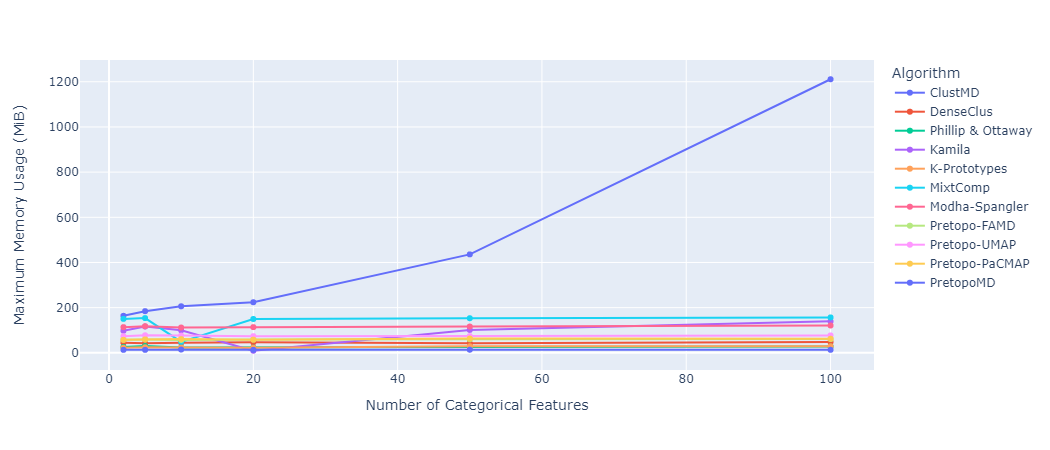 Maximum Memory Usage (MiB)
1200
1000
800
600
400
200
0
0 20 40 60 80 100
Number of Categorical Features
Algorithm
ClustMD
DenseClus
Phillip & Ottaway
Kamila
K-Prototypes
MixtComp
Modha-Spangler
Pretopo-FAMD
Pretopo-UMAP
Pretopo-PaCMAP
PretopoMD